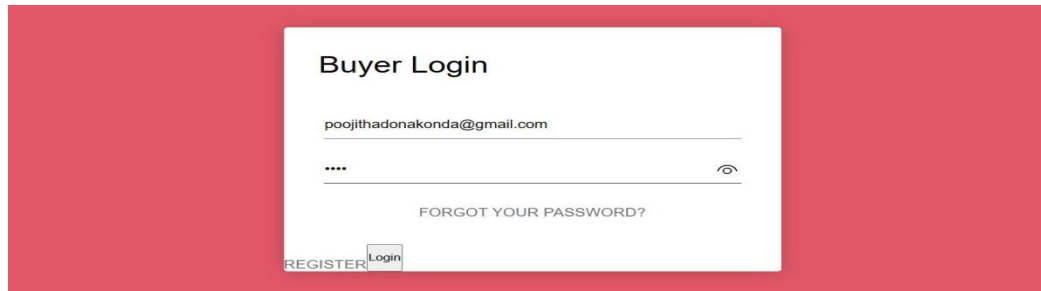 Buyer Login
poojithadonakonda@gmail.com
••••
FORGOT YOUR PASSWORD?
REGISTER Login